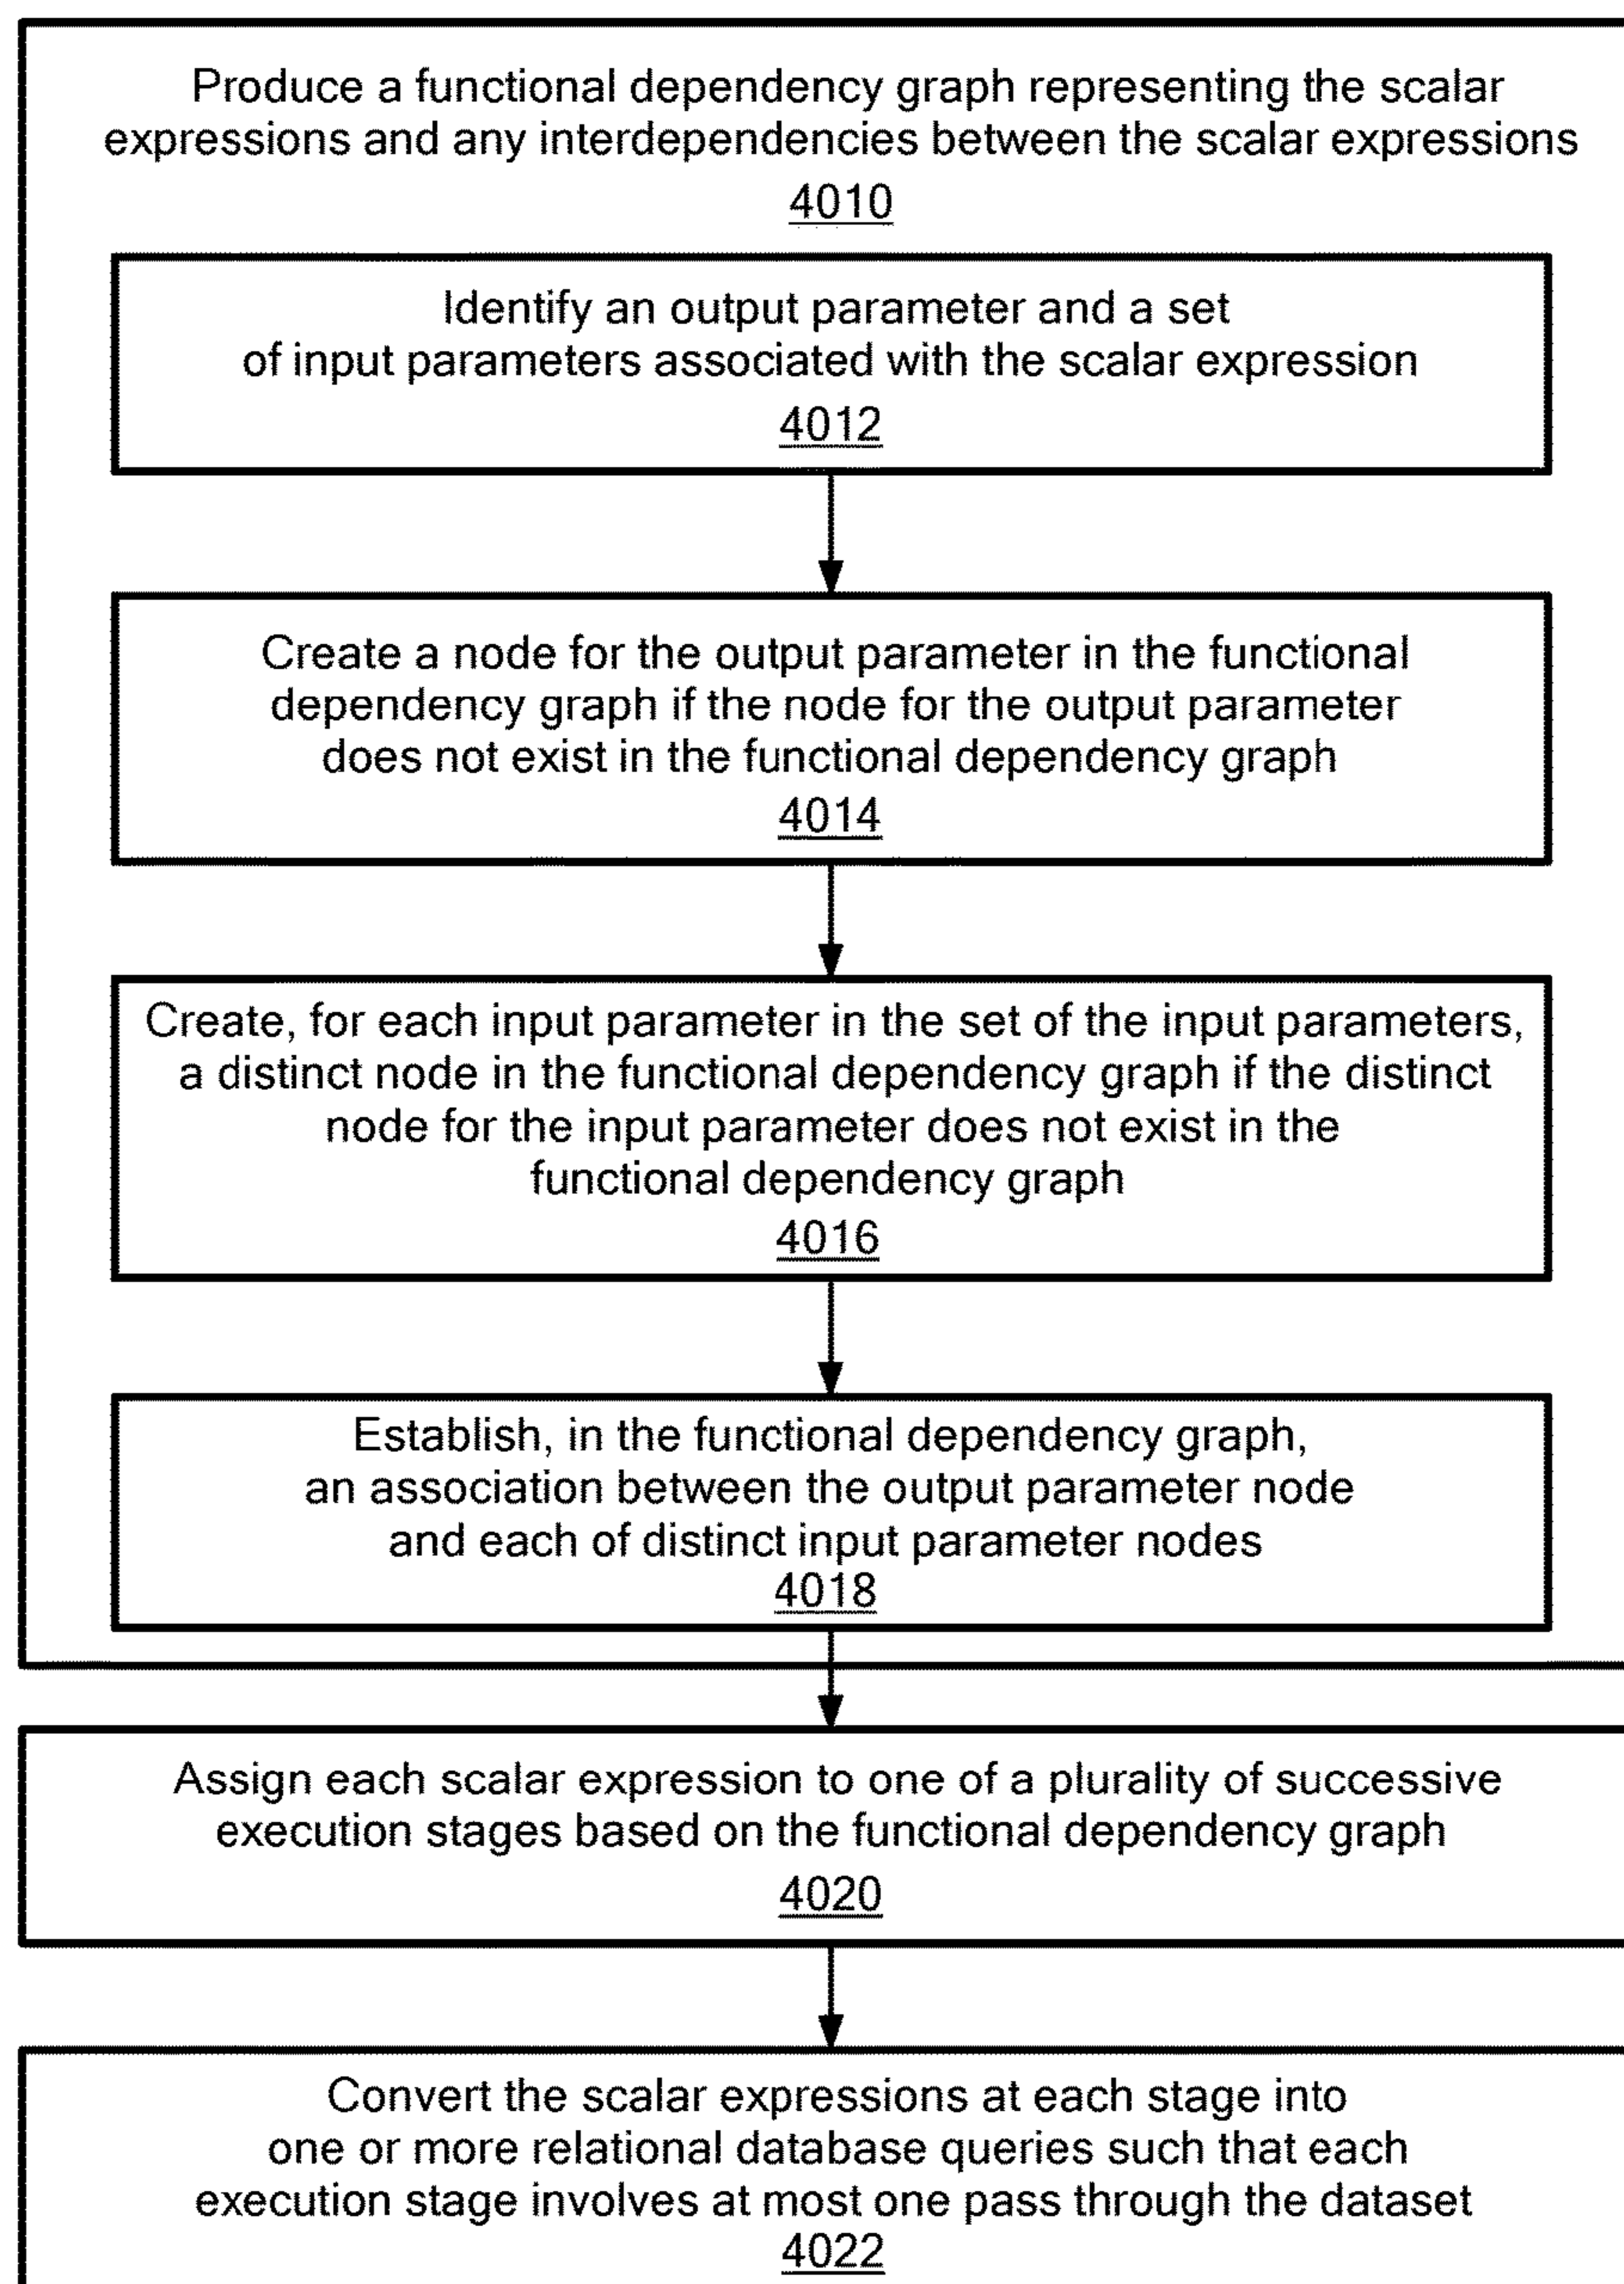 Produce a functional dependency graph representing the scalar
expressions and any interdependencies between the scalar expressions
4010
Identify an output parameter and a set
of input parameters associated with the scalar expression
4012
Create a node for the output parameter in the functional
dependency graph if the node for the output parameter
does not exist in the functional dependency graph
4014
Create, for each input parameter in the set of the input parameters,
a distinct node in the functional dependency graph if the distinct
node for the input parameter does not exist in the
functional dependency graph
4016
Establish, in the functional dependency graph,
an association between the output parameter node
and each of distinct input parameter nodes
4018
Assign each scalar expression to one of a plurality of successive
execution stages based on the functional dependency graph
4020
Convert the scalar expressions at each stage into
one or more relational database queries such that each
execution stage involves at most one pass through the dataset
4022